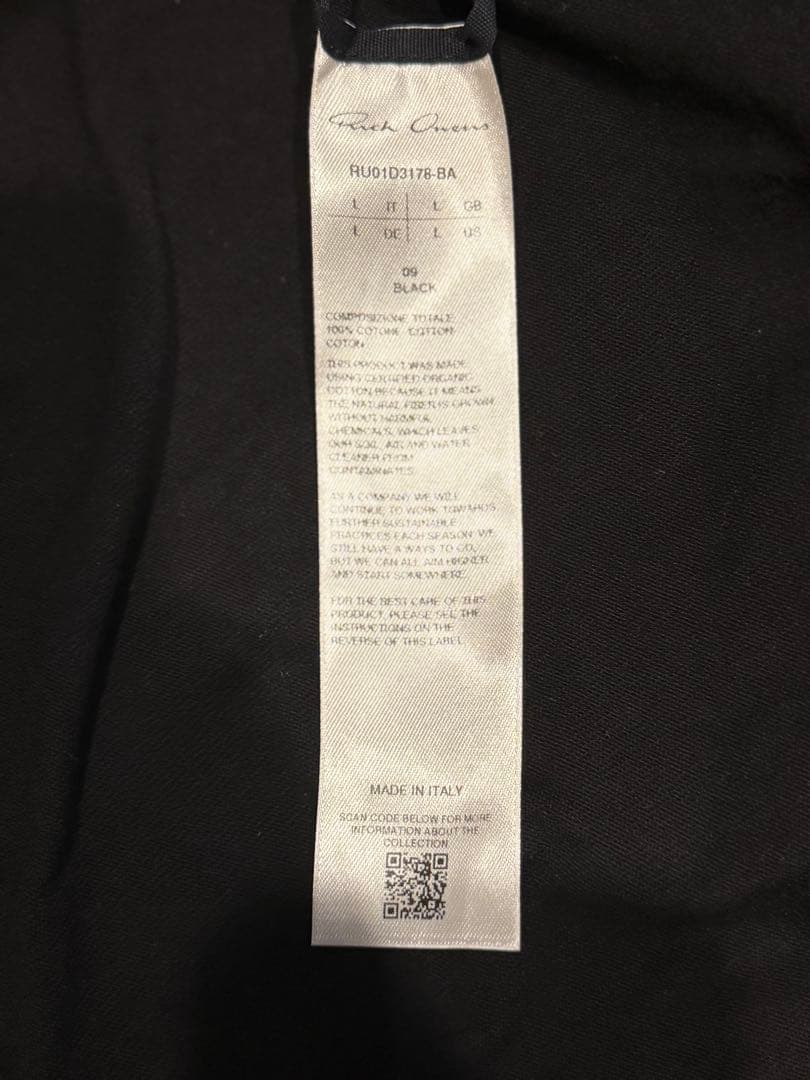 Rick Owens
RU01D3178-BA
L IT L GB
L DE L US
09
BLACK
COMPOSIZIONE TOTALE
100% COTONE COTTON
COTON
THIS PRODUCT WAS MADE
USING CERTIFIED ORGANIC
COTTON BECAUSE IT MEANS
THE NATURAL FIBER IS GROWN
WITHOUT HARMFUL
CHEMICALS, WHICH LEAVES
OUR SOIL, AIR AND WATER
CLEANER FROM
CONTAMINATES.
AS A COMPANY WE WILL
CONTINUE TO WORK TOWARDS
FURTHER SUSTAINABLE
PRACTICES EACH SEASON. WE
STILL HAVE A WAYS TO GO,
BUT WE CAN ALL AIM HIGHER
AND START SOMEWHERE.
FOR THE BEST CARE OF THIS
PRODUCT, PLEASE SEE THE
INSTRUCTIONS ON THE
REVERSE OF THIS LABEL
MADE IN ITALY
SCAN CODE BELOW FOR MORE
INFORMATION ABOUT THE
COLLECTION